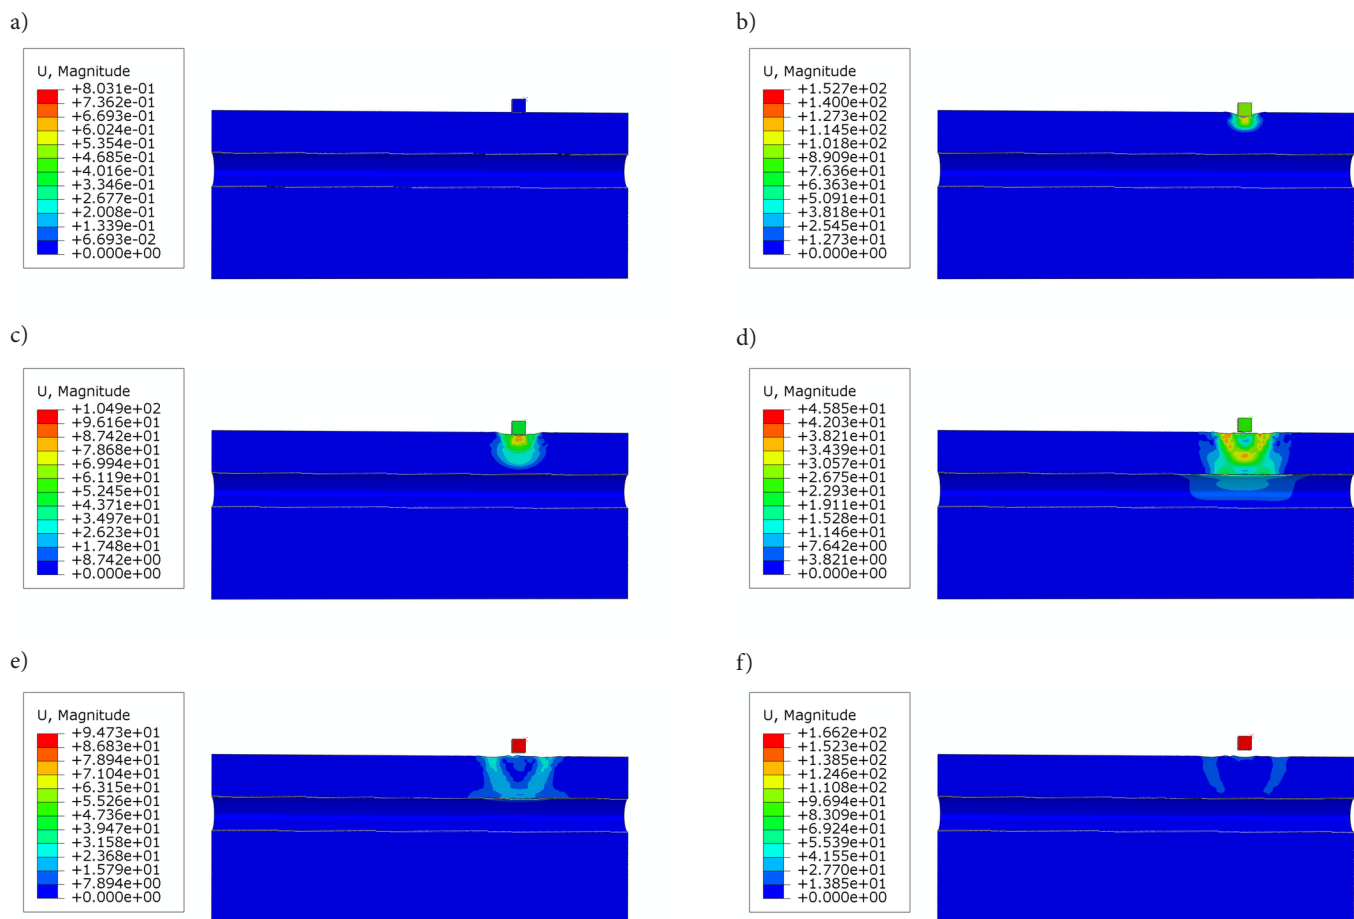 a)
U, Magnitude
+8.031e-01
+7.362e-01
+6.693e-01
+6.024e-01
+5.354e-01
+4.685e-01
+4.016e-01
+3.346e-01
+2.677e-01
+2.008e-01
+1.339e-01
+6.693e-02
+0.000e+00
b)
U, Magnitude
+1.527e+02
+1.400e+02
+1.273e+02
+1.145e+02
+1.018e+02
+8.909e+01
+7.636e+01
+6.363e+01
+5.091e+01
+3.818e+01
+2.545e+01
+1.273e+01
+0.000e+00
c)
U, Magnitude
+1.049e+02
+9.616e+01
+8.742e+01
+7.868e+01
+6.994e+01
+6.119e+01
+5.245e+01
+4.371e+01
+3.497e+01
+2.623e+01
+1.748e+01
+8.742e+00
+0.000e+00
d)
U, Magnitude
+4.585e+01
+4.203e+01
+3.821e+01
+3.439e+01
+3.057e+01
+2.675e+01
+2.293e+01
+1.911e+01
+1.528e+01
+1.146e+01
+7.642e+00
+3.821e+00
+0.000e+00
e)
U, Magnitude
+9.473e+01
+8.683e+01
+7.894e+01
+7.104e+01
+6.315e+01
+5.526e+01
+4.736e+01
+3.947e+01
+3.158e+01
+2.368e+01
+1.579e+01
+7.894e+00
+0.000e+00
f)
U, Magnitude
+1.662e+02
+1.523e+02
+1.385e+02
+1.246e+02
+1.108e+02
+9.694e+01
+8.309e+01
+6.924e+01
+5.539e+01
+4.155e+01
+2.770e+01
+1.385e+01
+0.000e+00